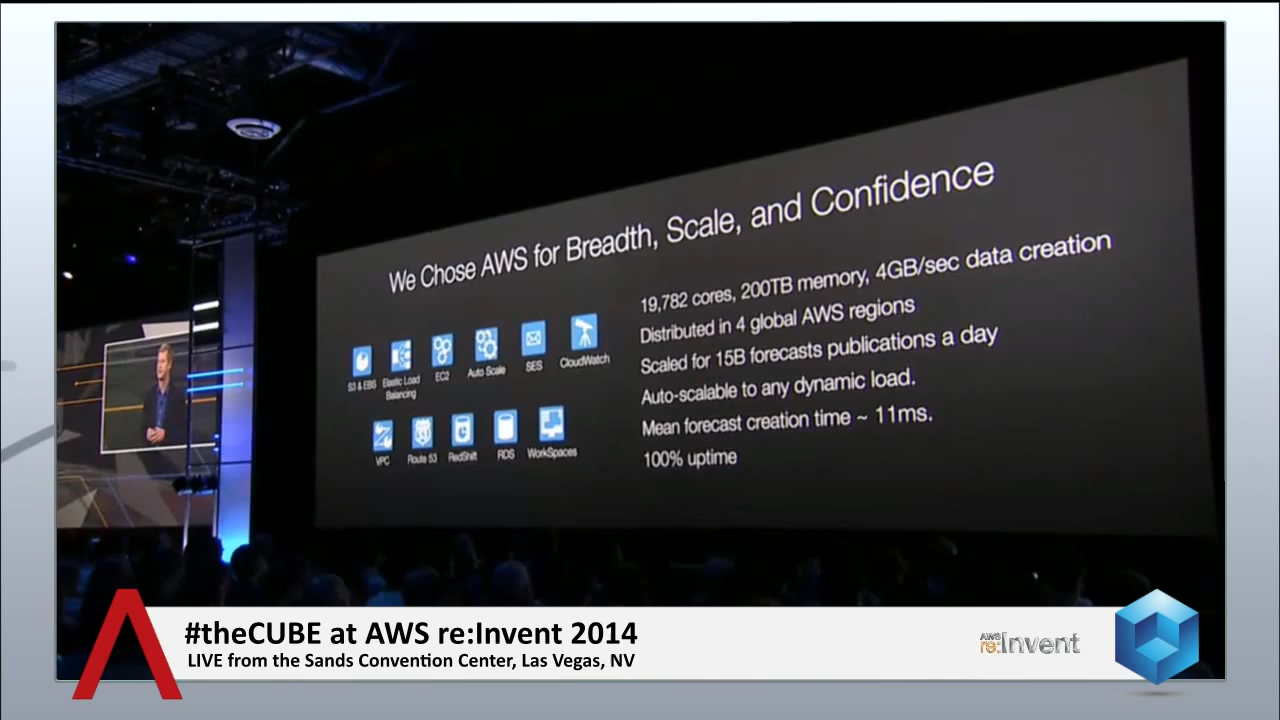 We Chose AWS for Breadth, Scale, and Confidence
S3 & EBS
Elastic Load
Balancing
EC2
Auto Scale
SES
CloudWatch
VPC
Route 53
RedShift
RDS
WorkSpaces
19,782 cores, 200TB memory, 4GB/sec data creation
Distributed in 4 global AWS regions
Scaled for 15B forecasts publications a day
Auto-scalable to any dynamic load.
Mean forecast creation time ~ 11ms.
100% uptime
#theCUBE at AWS re:Invent 2014
LIVE from the Sands Convention Center, Las Vegas, NV
AWS
re:Invent